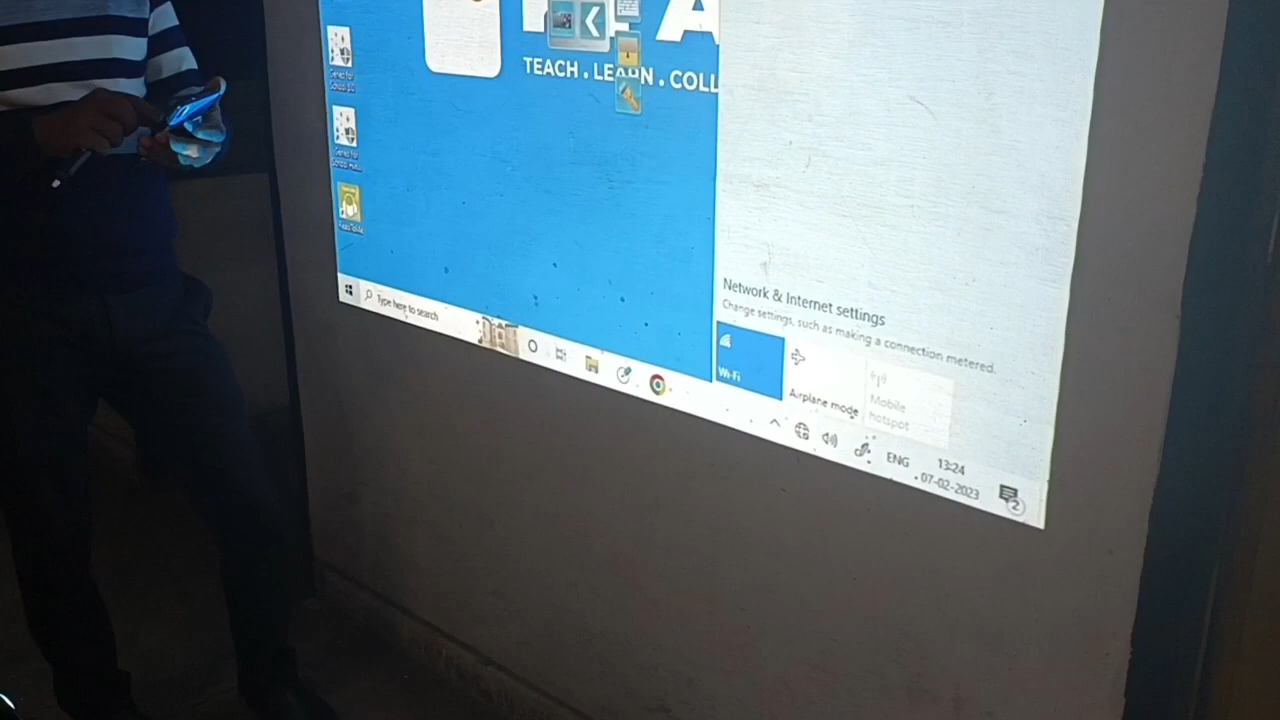 TEACH . LEARN . COLL
Network & Internet settings
Change settings, such as making a connection metered.
Wi-Fi
Airplane mode
Mobile
hotspot
Type here to search
ENG
13:24
07-02-2023
2